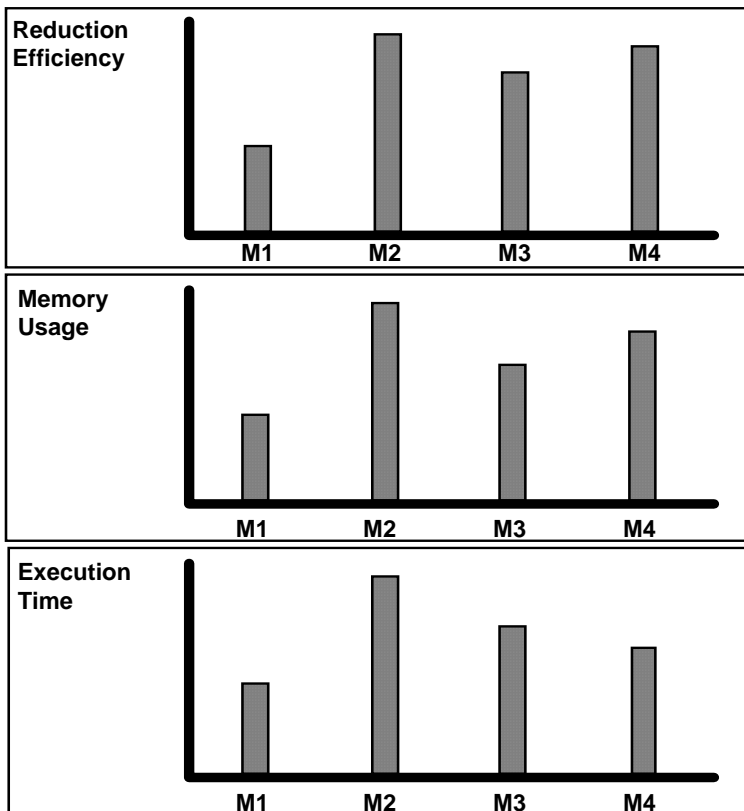 Reduction
Efficiency
M1 M2 M3 M4
Memory
Usage
M1 M2 M3 M4
Execution
Time
M1 M2 M3 M4